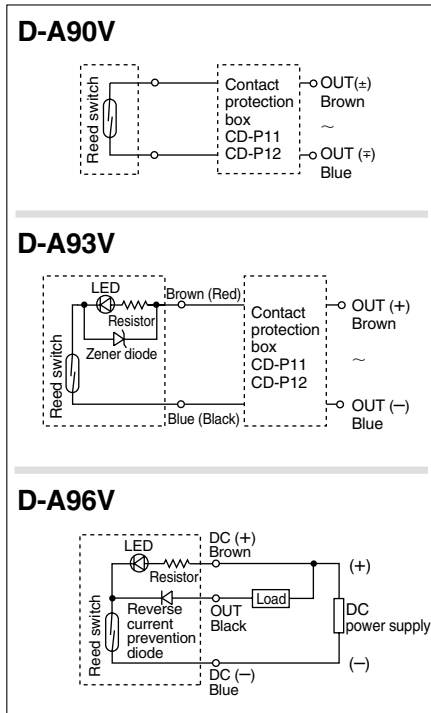 D-A90V
Reed switch
Contact
protection
box
CD-P11
CD-P12
OUT(±)
Brown
~
OUT (∓)
Blue
D-A93V
LED
Resistor
Zener diode
Reed switch
Brown (Red)
Blue (Black)
Contact
protection
box
CD-P11
CD-P12
OUT (+)
Brown
~
OUT (−)
Blue
D-A96V
LED
Resistor
Reverse
current
prevention
diode
Reed switch
DC (+)
Brown
OUT
Black
Load
DC (−)
Blue
(+)
DC
power supply
(−)